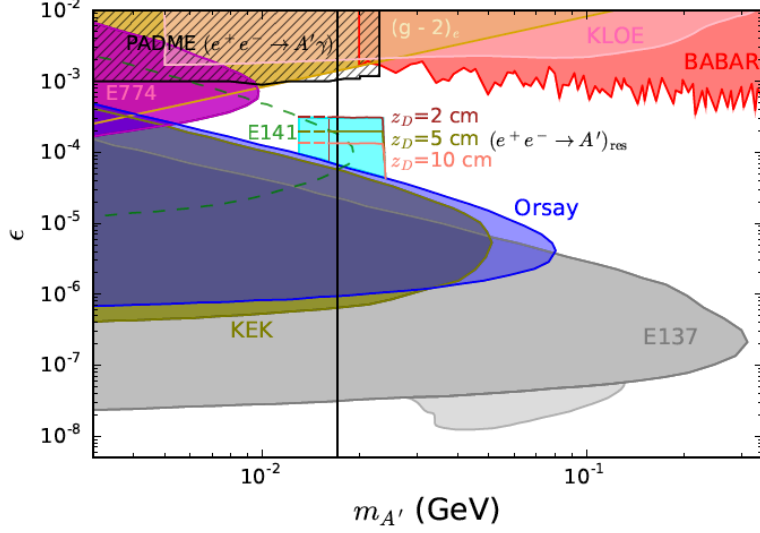 10⁻²
10⁻³
10⁻⁴
10⁻⁵
10⁻⁶
10⁻⁷
10⁻⁸
ϵ
PADME (e⁺e⁻ → A′γ)
(g - 2)ₑ
KLOE
BABAR
E774
E141
z_D=2 cm
z_D=5 cm (e⁺e⁻ → A′)_res
z_D=10 cm
Orsay
KEK
E137
10⁻² 10⁻¹
m_A′ (GeV)